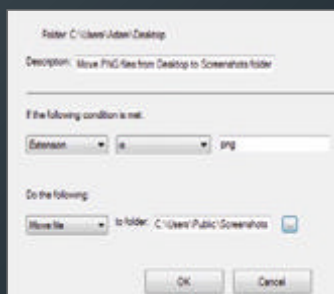 Folder: C:\Users\Adam\Desktop
Description: Move PNG files from Desktop to Screenshots folder
If the following condition is met:
Extension is png
Do the following:
Move file to folder: C:\Users\Public\Screenshots ...
OK Cancel